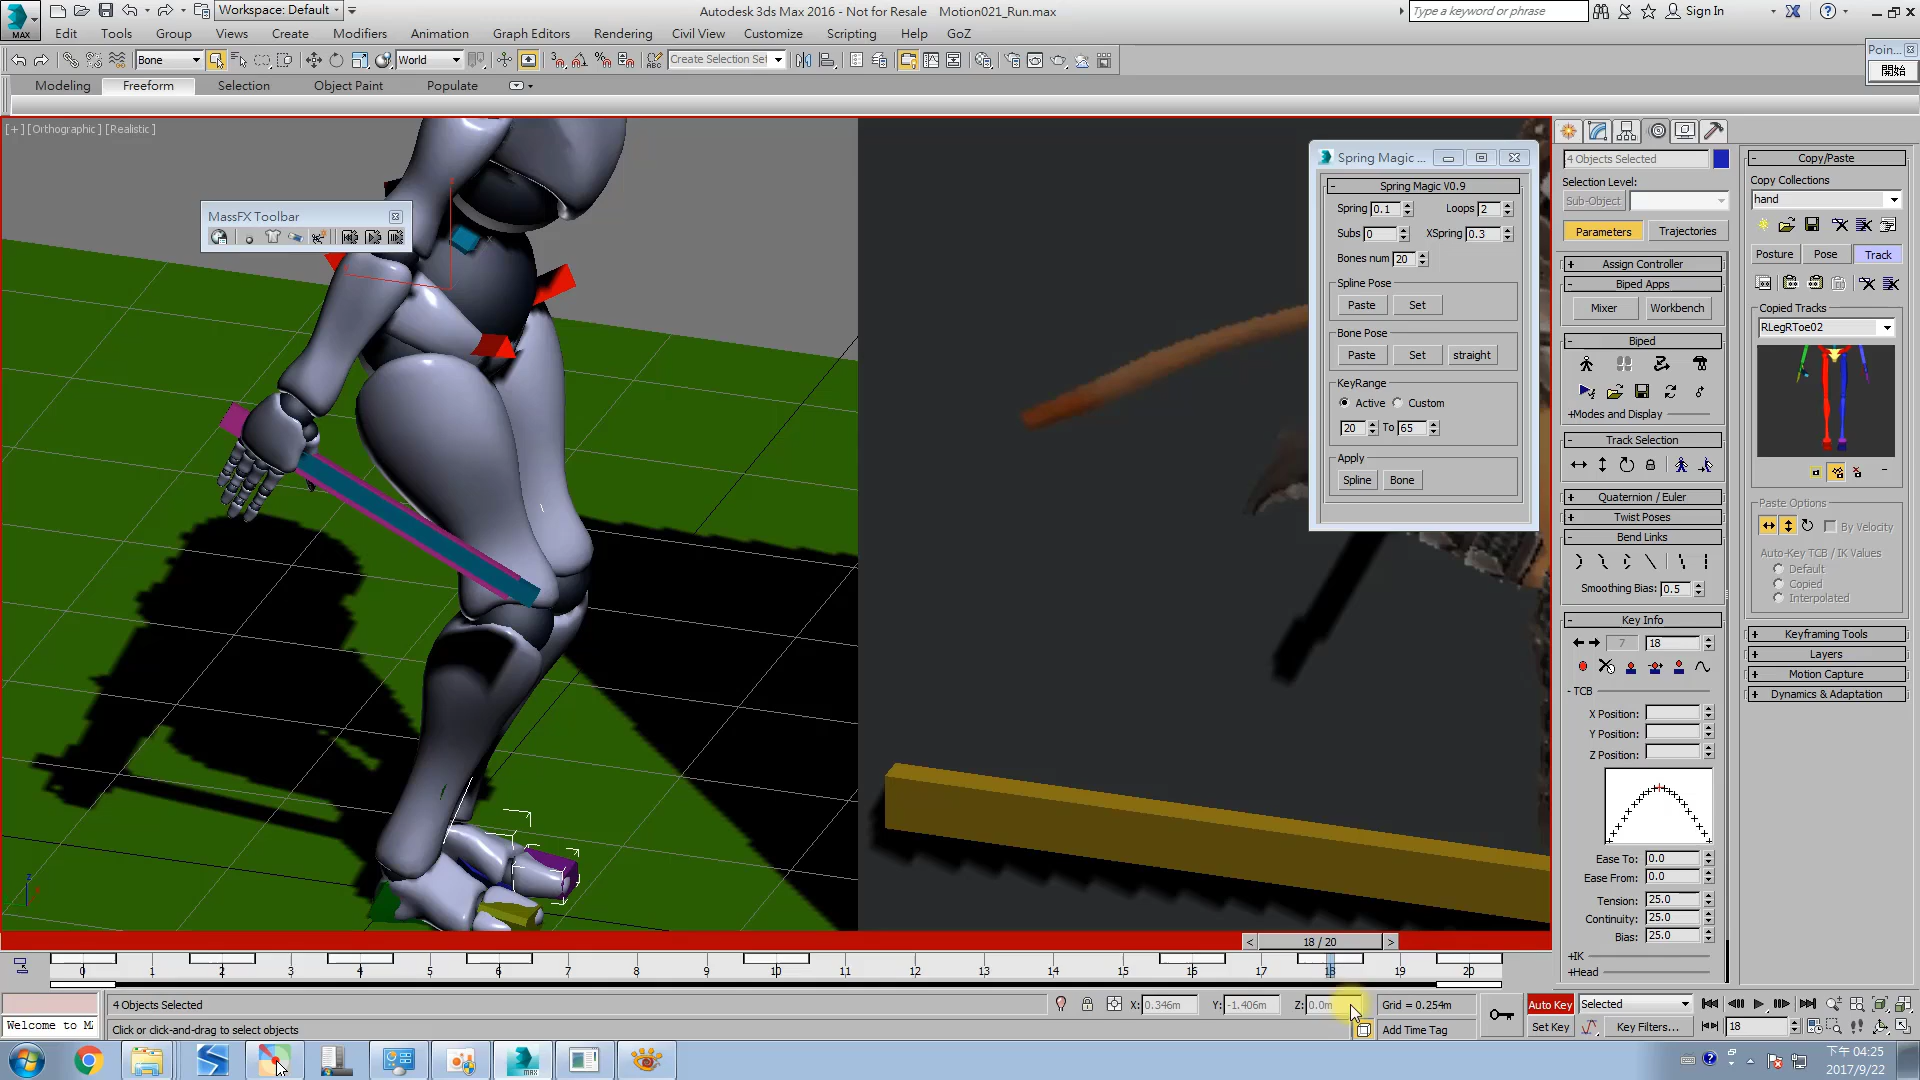 Workspace: Default
Autodesk 3ds Max 2016 - Not for Resale   Motion021_Run.max
Type a keyword or phrase
Sign In
MAX
Edit Tools Group Views Create Modifiers Animation Graph Editors Rendering Civil View Customize Scripting Help GoZ
Poin...
開始
Bone
World
Create Selection Set
Modeling Freeform Selection Object Paint Populate
[+] [Orthographic] [Realistic]
MassFX Toolbar
Spring Magic ...
Spring Magic V0.9
Spring 0.1 Loops 2
Subs 0 XSpring 0.3
Bones num 20
Spline Pose
Paste Set
Bone Pose
Paste Set straight
KeyRange
Active Custom
20 To 65
Apply
Spline Bone
4 Objects Selected
Selection Level:
Sub-Object
Parameters Trajectories
+ Assign Controller
- Biped Apps
Mixer Workbench
- Biped
+Modes and Display
- Track Selection
+ Quaternion / Euler
+ Twist Poses
- Bend Links
Smoothing Bias: 0.5
- Key Info
7 18
- TCB
X Position:
Y Position:
Z Position:
Ease To: 0.0
Ease From: 0.0
Tension: 25.0
Continuity: 25.0
Bias: 25.0
+IK
+Head
- Copy/Paste
Copy Collections
hand
Posture Pose Track
Copied Tracks
RLegRToe02
Paste Options
By Velocity
Auto-Key TCB / IK Values
Default
Copied
Interpolated
+ Keyframing Tools
+ Layers
+ Motion Capture
+ Dynamics & Adaptation
< 18 / 20 >
0 1 2 3 4 5 6 7 8 9 10 11 12 13 14 15 16 17 18 19 20
4 Objects Selected
X: 0.346m Y: -1.406m Z: 0.0m
Grid = 0.254m
Auto Key Selected
Welcome to M
Click or click-and-drag to select objects
Add Time Tag
Set Key Key Filters...
18
MAX
下午 04:25
2017/9/22